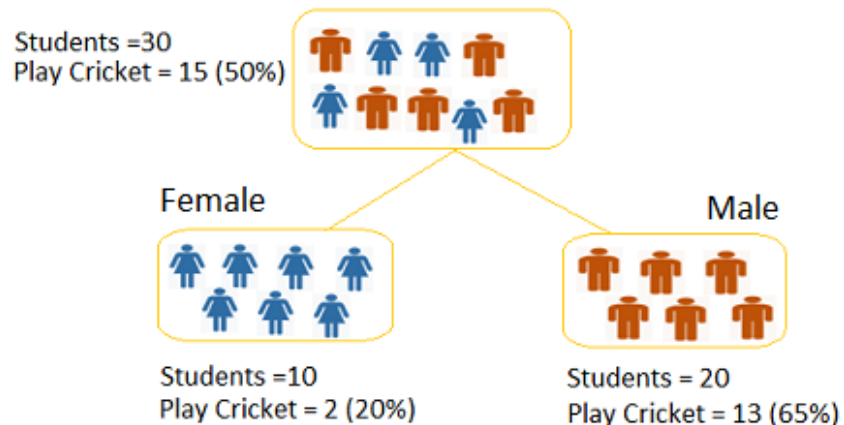 Students =30
Play Cricket = 15 (50%)
Female
Male
Students =10
Play Cricket = 2 (20%)
Students = 20
Play Cricket = 13 (65%)